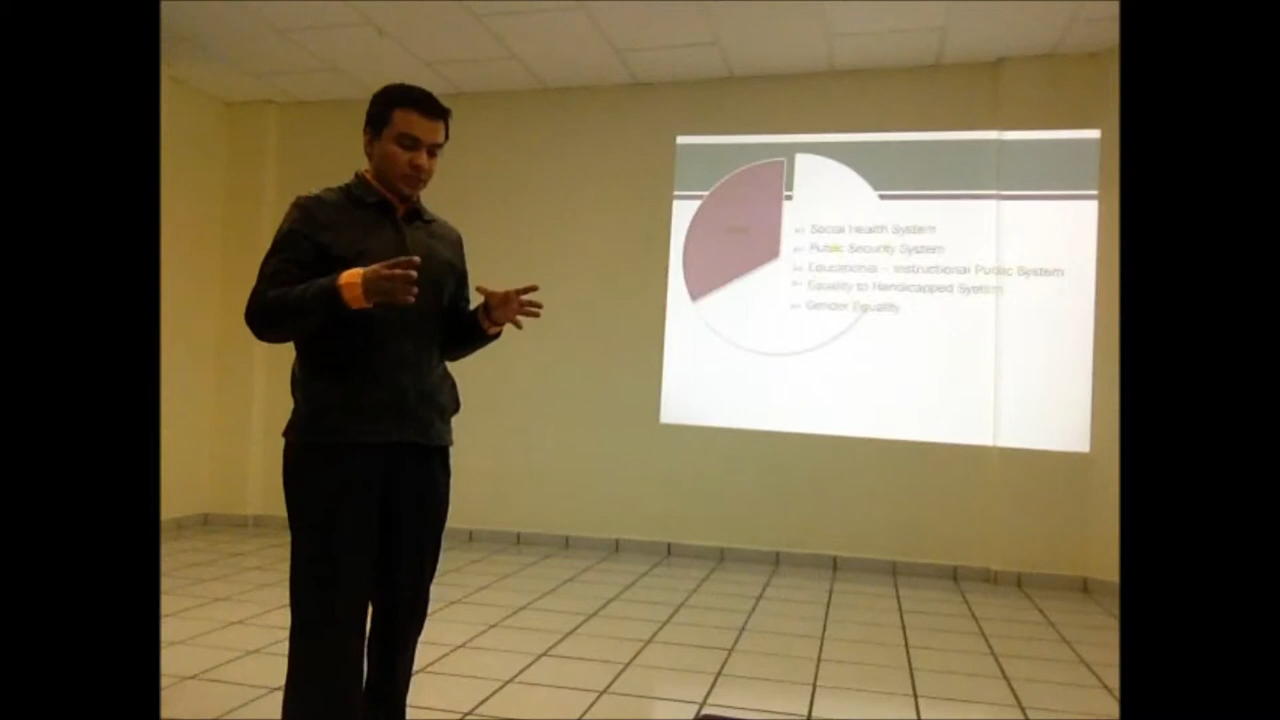 Social Health System
Public Security System
Educational - Instructional Public System
Equality to Handicapped System
Gender Equality